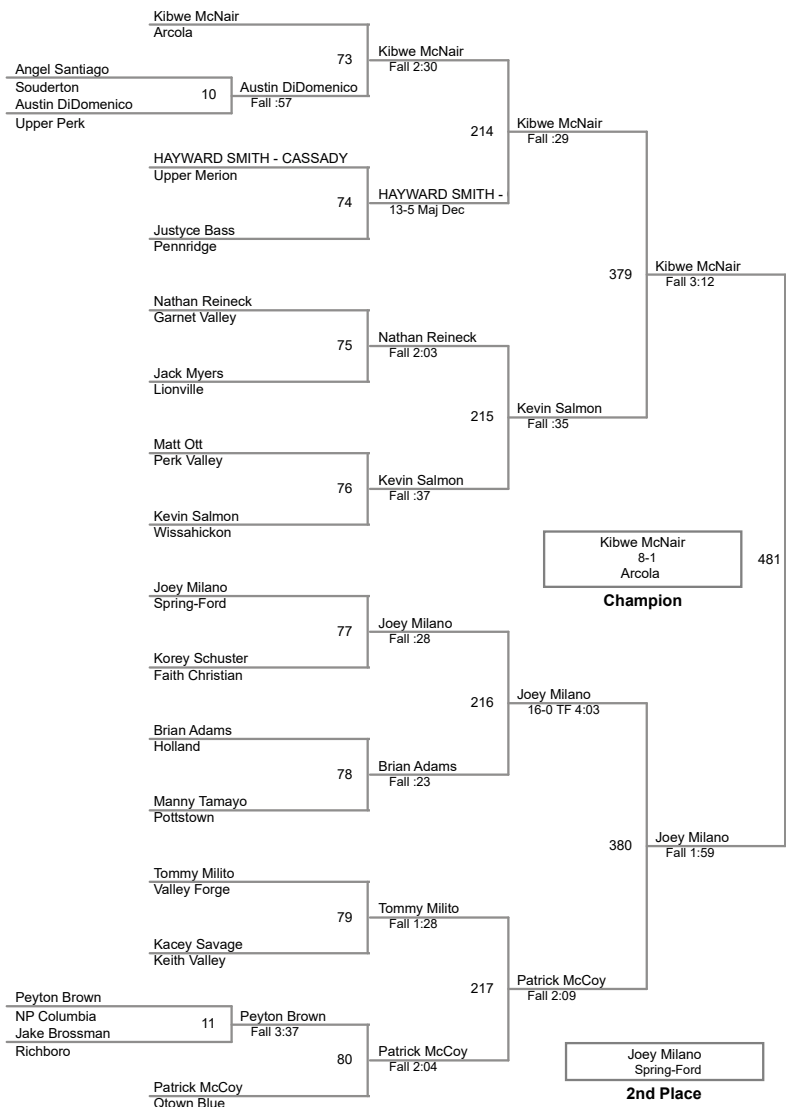 Kibwe McNair
Arcola
73
Kibwe McNair
Fall 2:30
Angel Santiago
Souderton
Austin DiDomenico
Upper Perk
10
Austin DiDomenico
Fall :57
214
Kibwe McNair
Fall :29
HAYWARD SMITH - CASSADY
Upper Merion
74
HAYWARD SMITH -
13-5 Maj Dec
Justyce Bass
Pennridge
379
Kibwe McNair
Fall 3:12
Nathan Reineck
Garnet Valley
75
Nathan Reineck
Fall 2:03
Jack Myers
Lionville
215
Kevin Salmon
Fall :35
Matt Ott
Perk Valley
76
Kevin Salmon
Fall :37
Kevin Salmon
Wissahickon
Kibwe McNair
8-1
Arcola
481
Champion
Joey Milano
Spring-Ford
77
Joey Milano
Fall :28
Korey Schuster
Faith Christian
216
Joey Milano
16-0 TF 4:03
Brian Adams
Holland
78
Brian Adams
Fall :23
Manny Tamayo
Pottstown
380
Joey Milano
Fall 1:59
Tommy Milito
Valley Forge
79
Tommy Milito
Fall 1:28
Kacey Savage
Keith Valley
217
Patrick McCoy
Fall 2:09
Peyton Brown
NP Columbia
Jake Brossman
Richboro
11
Peyton Brown
Fall 3:37
80
Patrick McCoy
Fall 2:04
Patrick McCoy
Qtown Blue
Joey Milano
Spring-Ford
2nd Place